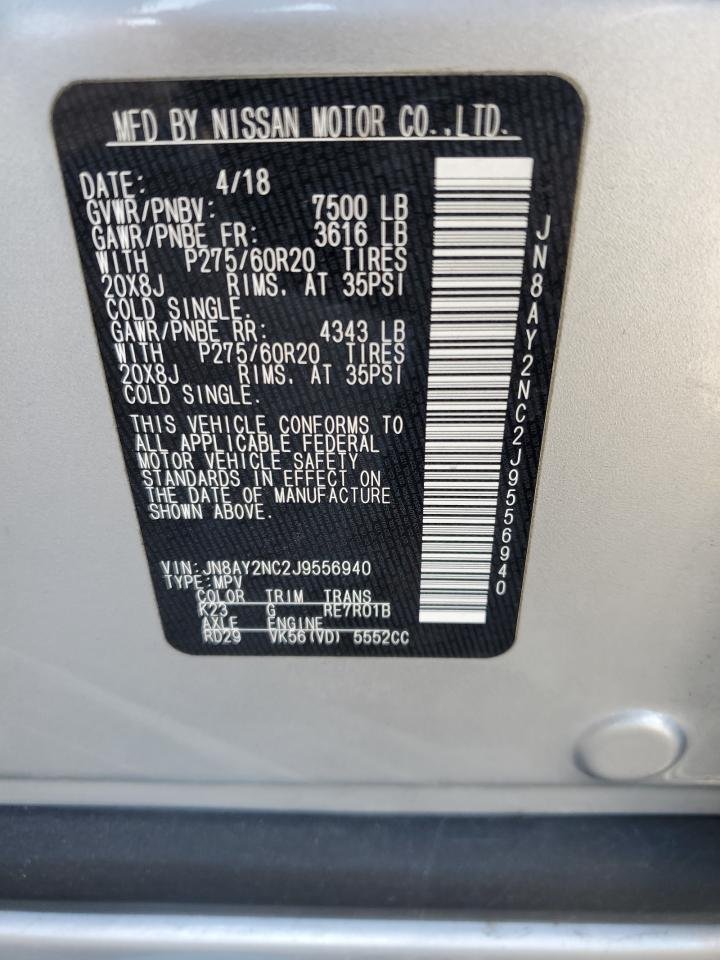 MFD BY NISSAN MOTOR CO.,LTD.
DATE: 4/18
GVWR/PNBV: 7500 LB
GAWR/PNBE FR: 3616 LB
WITH P275/60R20 TIRES
20X8J RIMS, AT 35PSI
COLD SINGLE.
GAWR/PNBE RR: 4343 LB
WITH P275/60R20 TIRES
20X8J RIMS, AT 35PSI
COLD SINGLE.
THIS VEHICLE CONFORMS TO
ALL APPLICABLE FEDERAL
MOTOR VEHICLE SAFETY
STANDARDS IN EFFECT ON
THE DATE OF MANUFACTURE
SHOWN ABOVE.
VIN:JN8AY2NC2J9556940
TYPE:MPV
COLOR TRIM TRANS
K23 G RE7R01B
AXLE ENGINE
RD29 VK56(VD) 5552CC
JN8AY2NC2J9556940